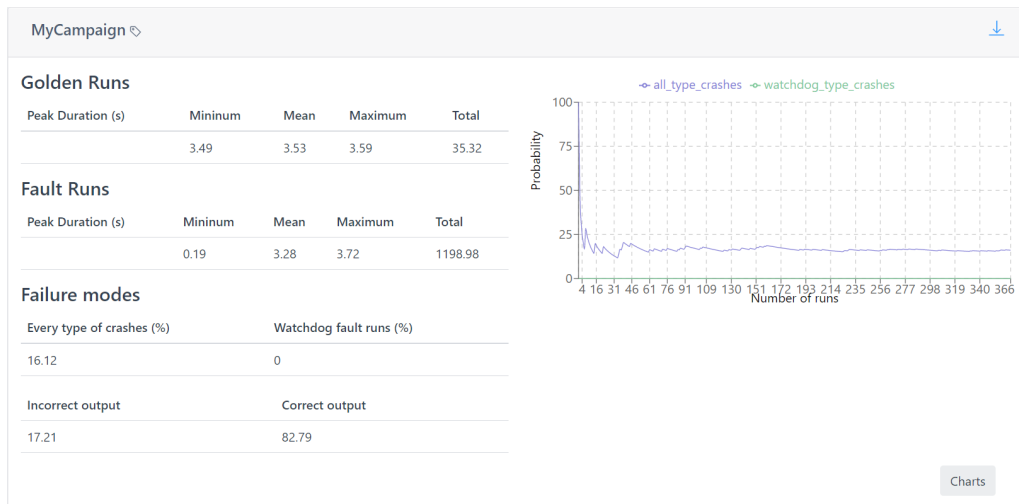 MyCampaign
Golden Runs
Peak Duration (s) Mininum Mean Maximum Total
3.49 3.53 3.59 35.32
Fault Runs
Peak Duration (s) Mininum Mean Maximum Total
0.19 3.28 3.72 1198.98
Failure modes
Every type of crashes (%) Watchdog fault runs (%)
16.12 0
Incorrect output Correct output
17.21 82.79
all_type_crashes watchdog_type_crashes
100
75
50
25
0
Probability
4 16 31 46 61 76 91 109 130 151 172 193 214 235 256 277 298 319 340 366
Number of runs
Charts